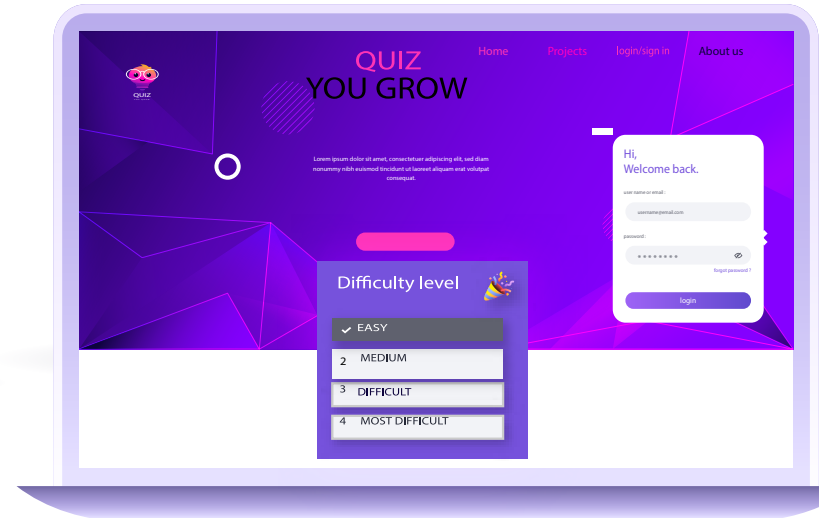 Home Projects login/sign in About us
QUIZ
YOU GROW
QUIZ
Lorem ipsum dolor sit amet, consectetuer adipiscing elit, sed diam
nonummy nibh euismod tincidunt ut laoreet aliquam erat volutpat
consequat.
Hi,
Welcome back.
user name or email :
username@email.com
password :
forgot password ?
login
Difficulty level
EASY
2 MEDIUM
3 DIFFICULT
4 MOST DIFFICULT